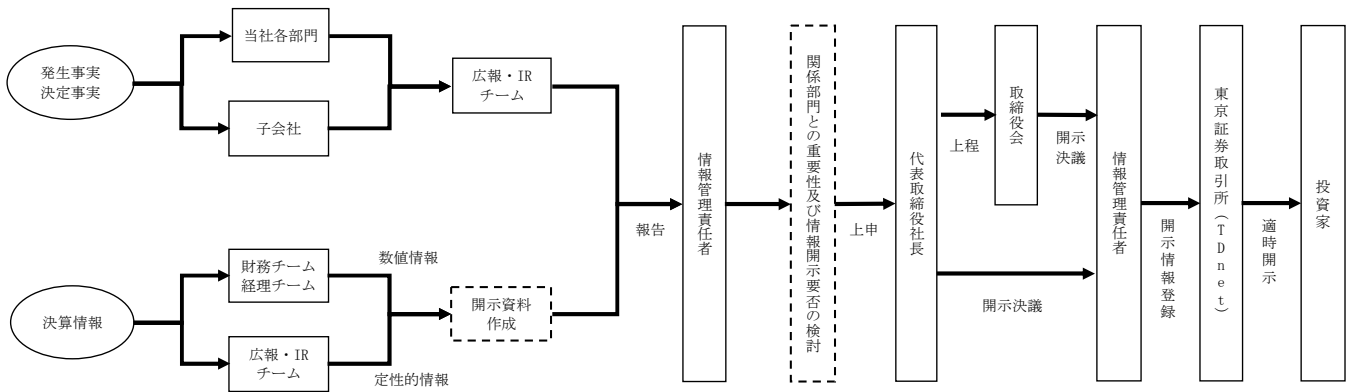 発生事実
決定事実
当社各部門
子会社
広報・IR
チーム
決算情報
財務チーム
経理チーム
広報・IR
チーム
数値情報
定性的情報
開示資料
作成
報告
情報管理責任者
関係部門との重要性及び情報開示要否の検討
上申
代表取締役社長
上程
取締役会
開示
決議
開示決議
情報管理責任者
開示情報登録
東京証券取引所(TDnet)
適時開示
投資家